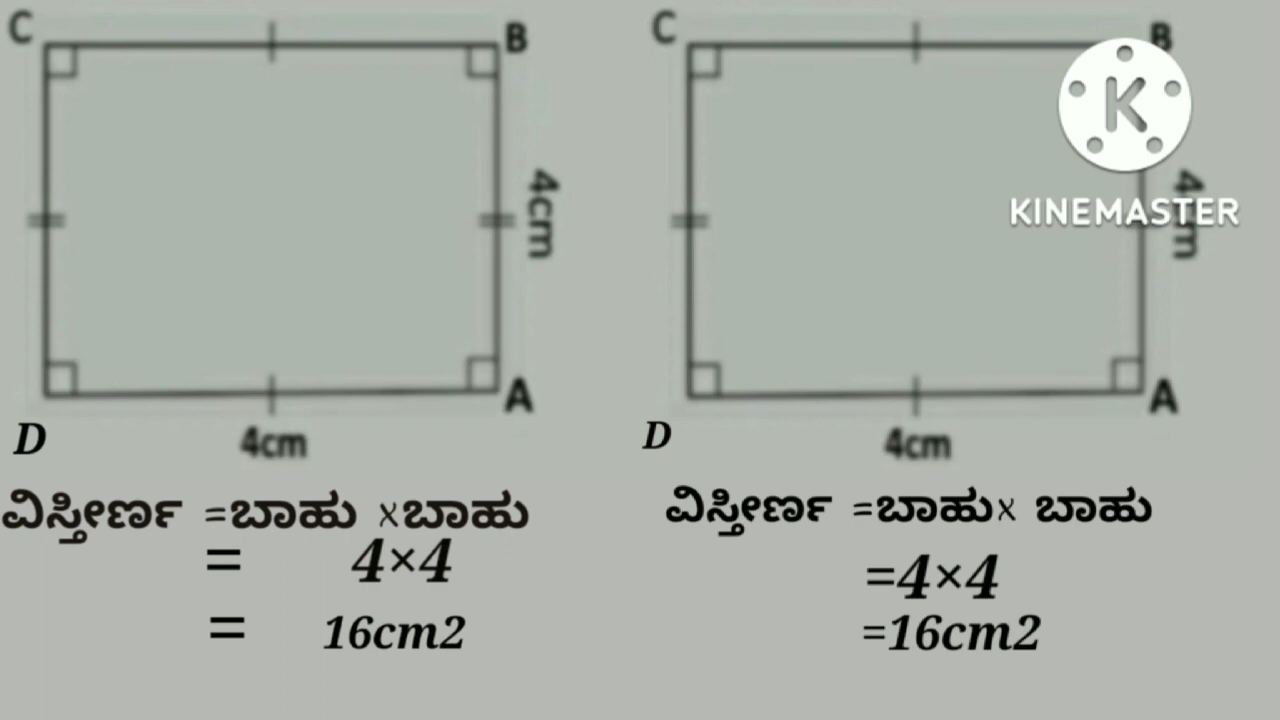 C B
4cm
A
D 4cm
ವಿಸ್ತೀರ್ಣ =ಬಾಹು ×ಬಾಹು
= 4×4
= 16cm2
C B
K
KINEMASTER
4cm
A
D 4cm
ವಿಸ್ತೀರ್ಣ =ಬಾಹು× ಬಾಹು
=4×4
=16cm2